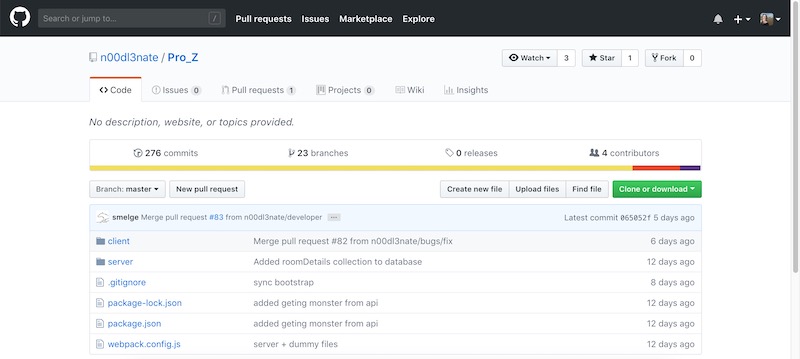 Search or jump to... / Pull requests Issues Marketplace Explore
n00dl3nate / Pro_Z Watch 3 Star 1 Fork 0
Code Issues 0 Pull requests 1 Projects 0 Wiki Insights
No description, website, or topics provided.
276 commits 23 branches 0 releases 4 contributors
Branch: master New pull request Create new file Upload files Find file Clone or download
smelge Merge pull request #83 from n00dl3nate/developer ... Latest commit 065052f 5 days ago
client Merge pull request #82 from n00dl3nate/bugs/fix 6 days ago
server Added roomDetails collection to database 12 days ago
.gitignore sync bootstrap 8 days ago
package-lock.json added geting monster from api 12 days ago
package.json added geting monster from api 12 days ago
webpack.config.js server + dummy files 12 days ago